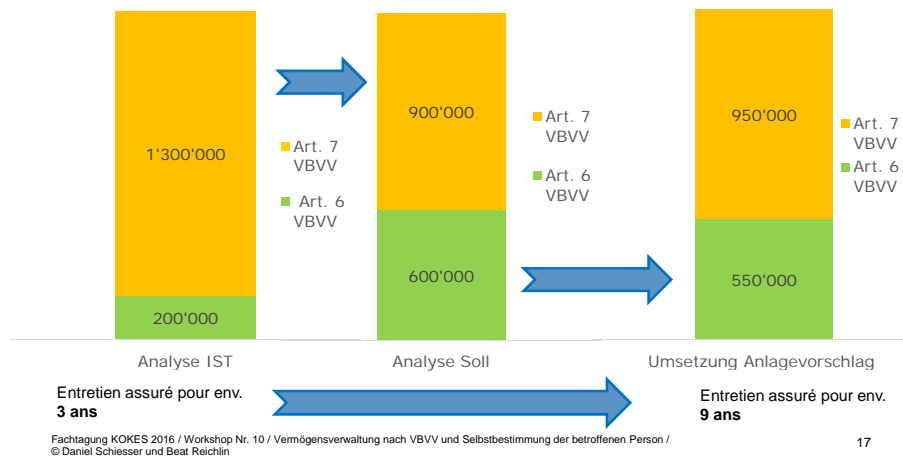 1'300'000
200'000
Art. 7
VBVV
Art. 6
VBVV
Analyse IST
900'000
600'000
Art. 7
VBVV
Art. 6
VBVV
Analyse Soll
950'000
550'000
Art. 7
VBVV
Art. 6
VBVV
Umsetzung Anlagevorschlag
Entretien assuré pour env.
3 ans
Entretien assuré pour env.
9 ans
Fachtagung KOKES 2016 / Workshop Nr. 10 / Vermögensverwaltung nach VBVV und Selbstbestimmung der betroffenen Person /
© Daniel Schiesser und Beat Reichlin
17